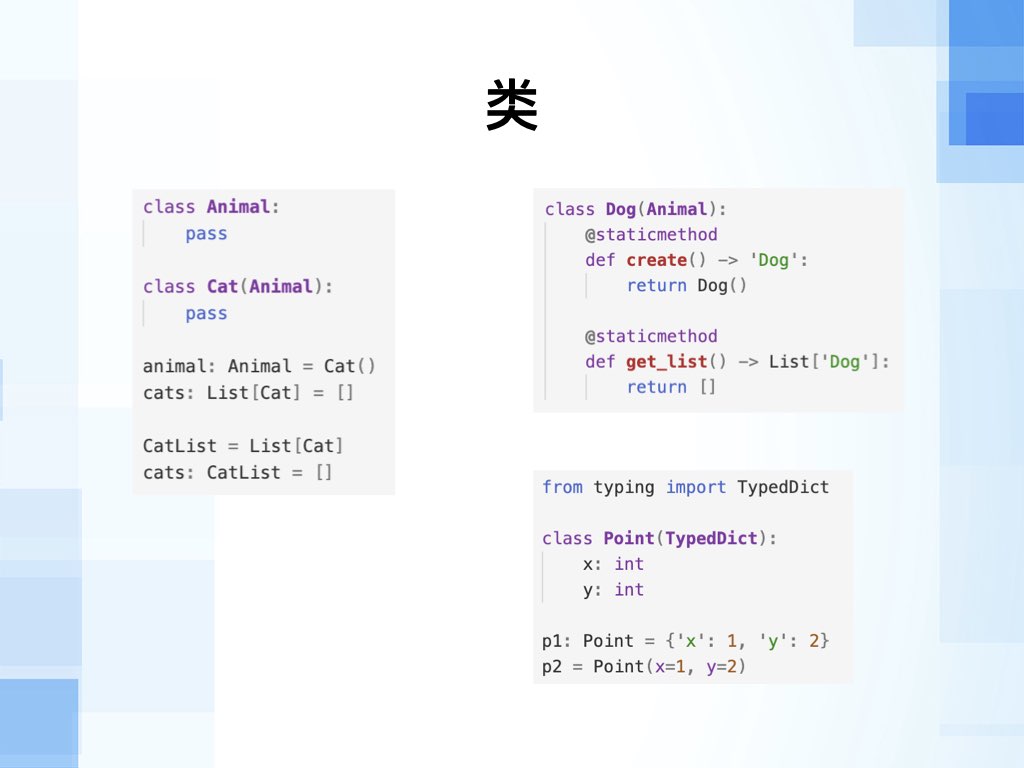 类
class Animal:
    pass

class Cat(Animal):
    pass

animal: Animal = Cat()
cats: List[Cat] = []

CatList = List[Cat]
cats: CatList = []

class Dog(Animal):
    @staticmethod
    def create() -> 'Dog':
        return Dog()

    @staticmethod
    def get_list() -> List['Dog']:
        return []

from typing import TypedDict

class Point(TypedDict):
    x: int
    y: int

p1: Point = {'x': 1, 'y': 2}
p2 = Point(x=1, y=2)